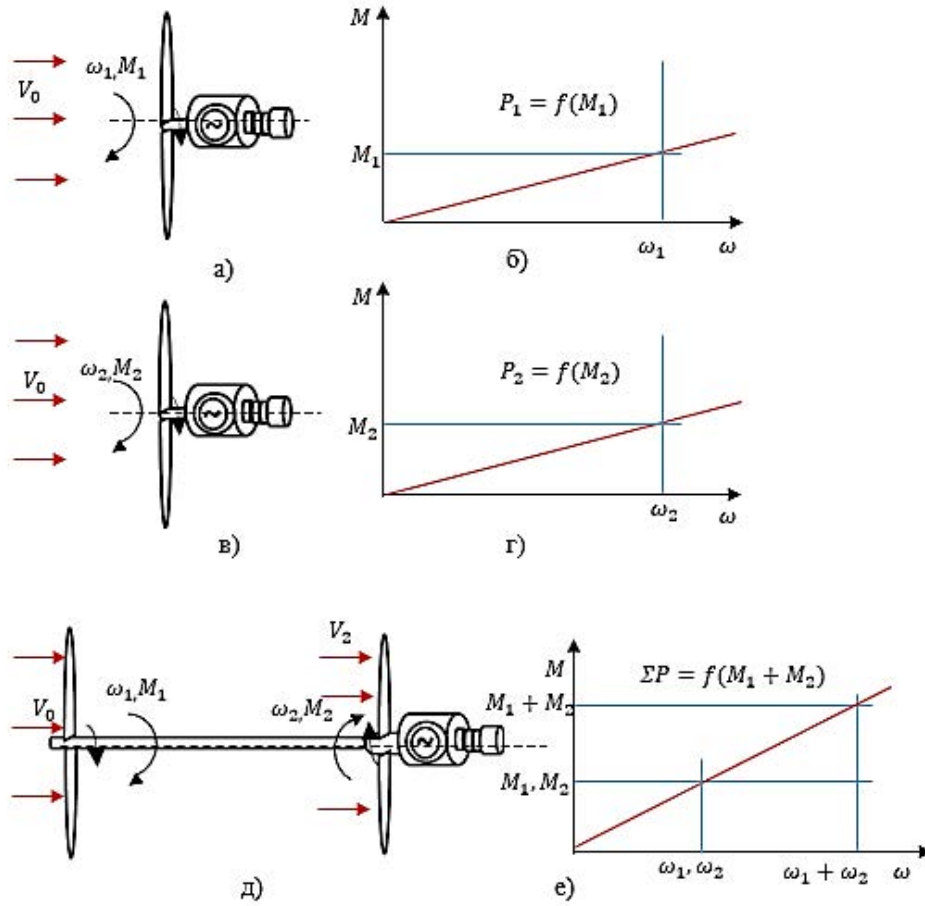 M
ω₁,M₁
V₀
P₁ = f(M₁)
M₁
ω₁
ω
а)
б)
M
ω₂,M₂
V₀
P₂ = f(M₂)
M₂
ω₂
ω
в)
г)
V₂
M
ΣP = f(M₁ + M₂)
ω₁,M₁
V₀
ω₂,M₂
M₁ + M₂
M₁, M₂
ω₁, ω₂
ω₁ + ω₂
ω
д)
е)